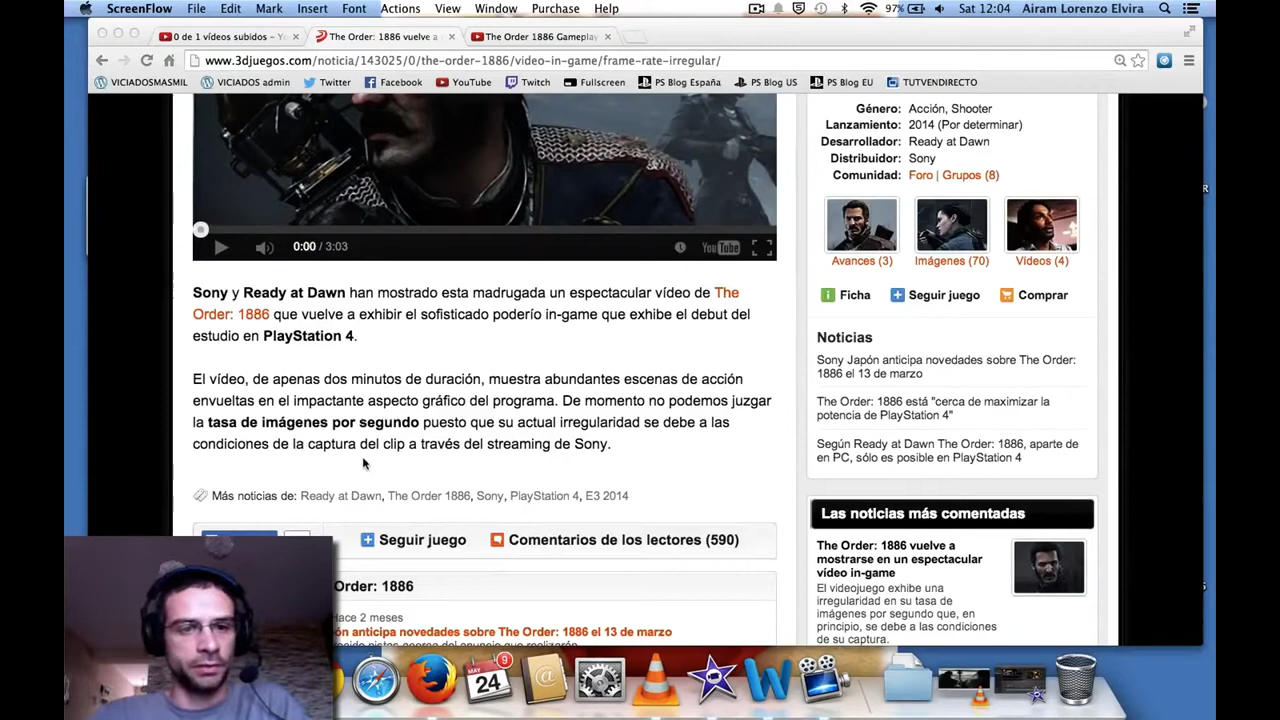 ScreenFlow File Edit Mark Insert Font Actions View Window Purchase Help 97% Sat 12:04 Airam Lorenzo Elvira
0 de 1 vídeos subidos – Yo The Order: 1886 vuelve a The Order 1886 Gameplay
www.3djuegos.com/noticia/143025/0/the-order-1886/video-in-game/frame-rate-irregular/
VICIADOSMASMIL VICIADOS admin Twitter Facebook YouTube Twitch Fullscreen PS Blog España PS Blog US PS Blog EU TUTVENDIRECTO
0:00 / 3:03 YouTube
Sony y Ready at Dawn han mostrado esta madrugada un espectacular vídeo de The
Order: 1886 que vuelve a exhibir el sofisticado poderío in-game que exhibe el debut del
estudio en PlayStation 4.
El vídeo, de apenas dos minutos de duración, muestra abundantes escenas de acción
envueltas en el impactante aspecto gráfico del programa. De momento no podemos juzgar
la tasa de imágenes por segundo puesto que su actual irregularidad se debe a las
condiciones de la captura del clip a través del streaming de Sony.
Más noticias de: Ready at Dawn, The Order 1886, Sony, PlayStation 4, E3 2014
Seguir juego Comentarios de los lectores (590)
Order: 1886
Hace 2 meses
ón anticipa novedades sobre The Order: 1886 el 13 de marzo
Género: Acción, Shooter
Lanzamiento: 2014 (Por determinar)
Desarrollador: Ready at Dawn
Distribuidor: Sony
Comunidad: Foro | Grupos (8)
Avances (3) Imágenes (70) Vídeos (4)
Ficha Seguir juego Comprar
Noticias
Sony Japón anticipa novedades sobre The Order:
1886 el 13 de marzo
The Order: 1886 está "cerca de maximizar la
potencia de PlayStation 4"
Según Ready at Dawn The Order: 1886, aparte de
en PC, sólo es posible en PlayStation 4
Las noticias más comentadas
The Order: 1886 vuelve a
mostrarse en un espectacular
vídeo in-game
El videojuego exhibe una
irregularidad en su tasa de
imágenes por segundo que, en
principio, se debe a las condiciones
de su captura.
MAY
24
9